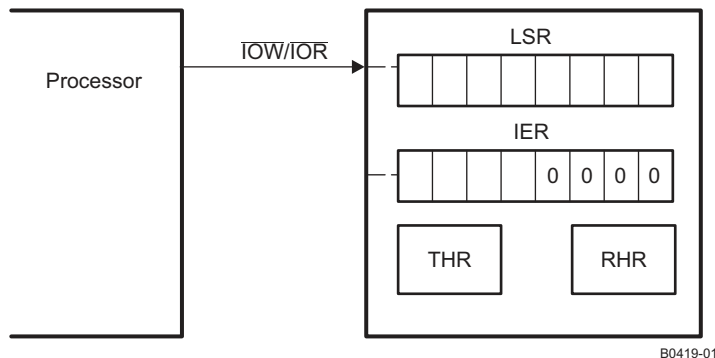 LSR
IOW/IOR
Processor
IER
0 0 0 0
THR RHR
B0419-01